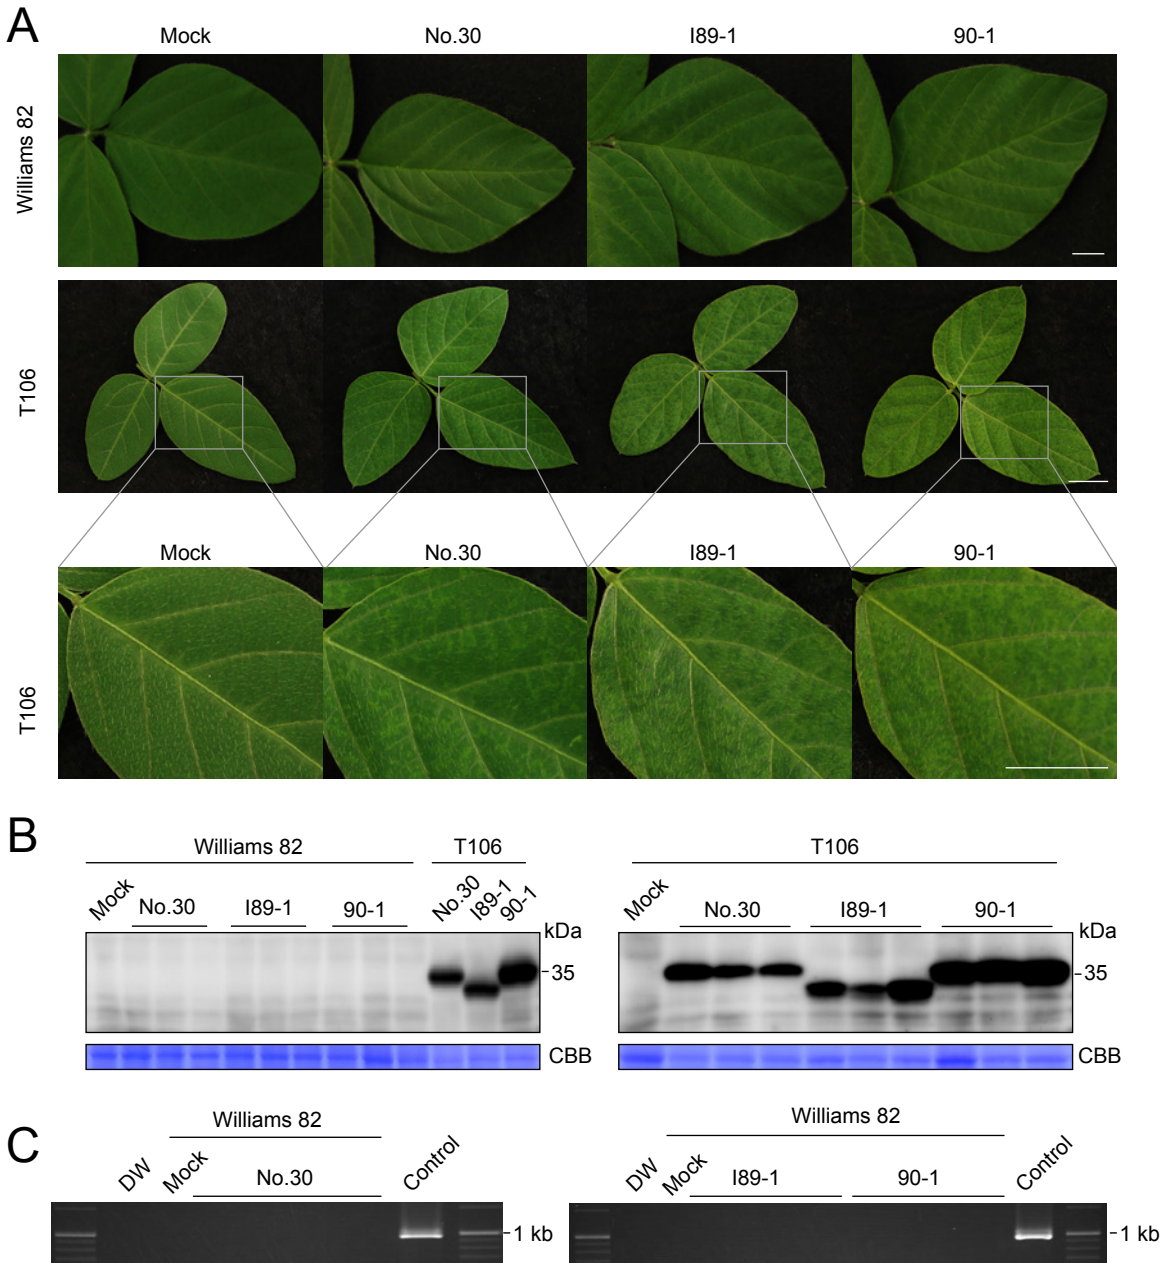 A
Mock No.30 I89-1 90-1
Williams 82
T106
Mock No.30 I89-1 90-1
T106
B
Williams 82 T106 T106
Mock No.30 I89-1 90-1 No.30 I89-1 90-1 Mock No.30 I89-1 90-1
kDa kDa
35 35
CBB CBB
C
Williams 82 Williams 82
DW Mock No.30 Control DW Mock I89-1 90-1 Control
1 kb 1 kb